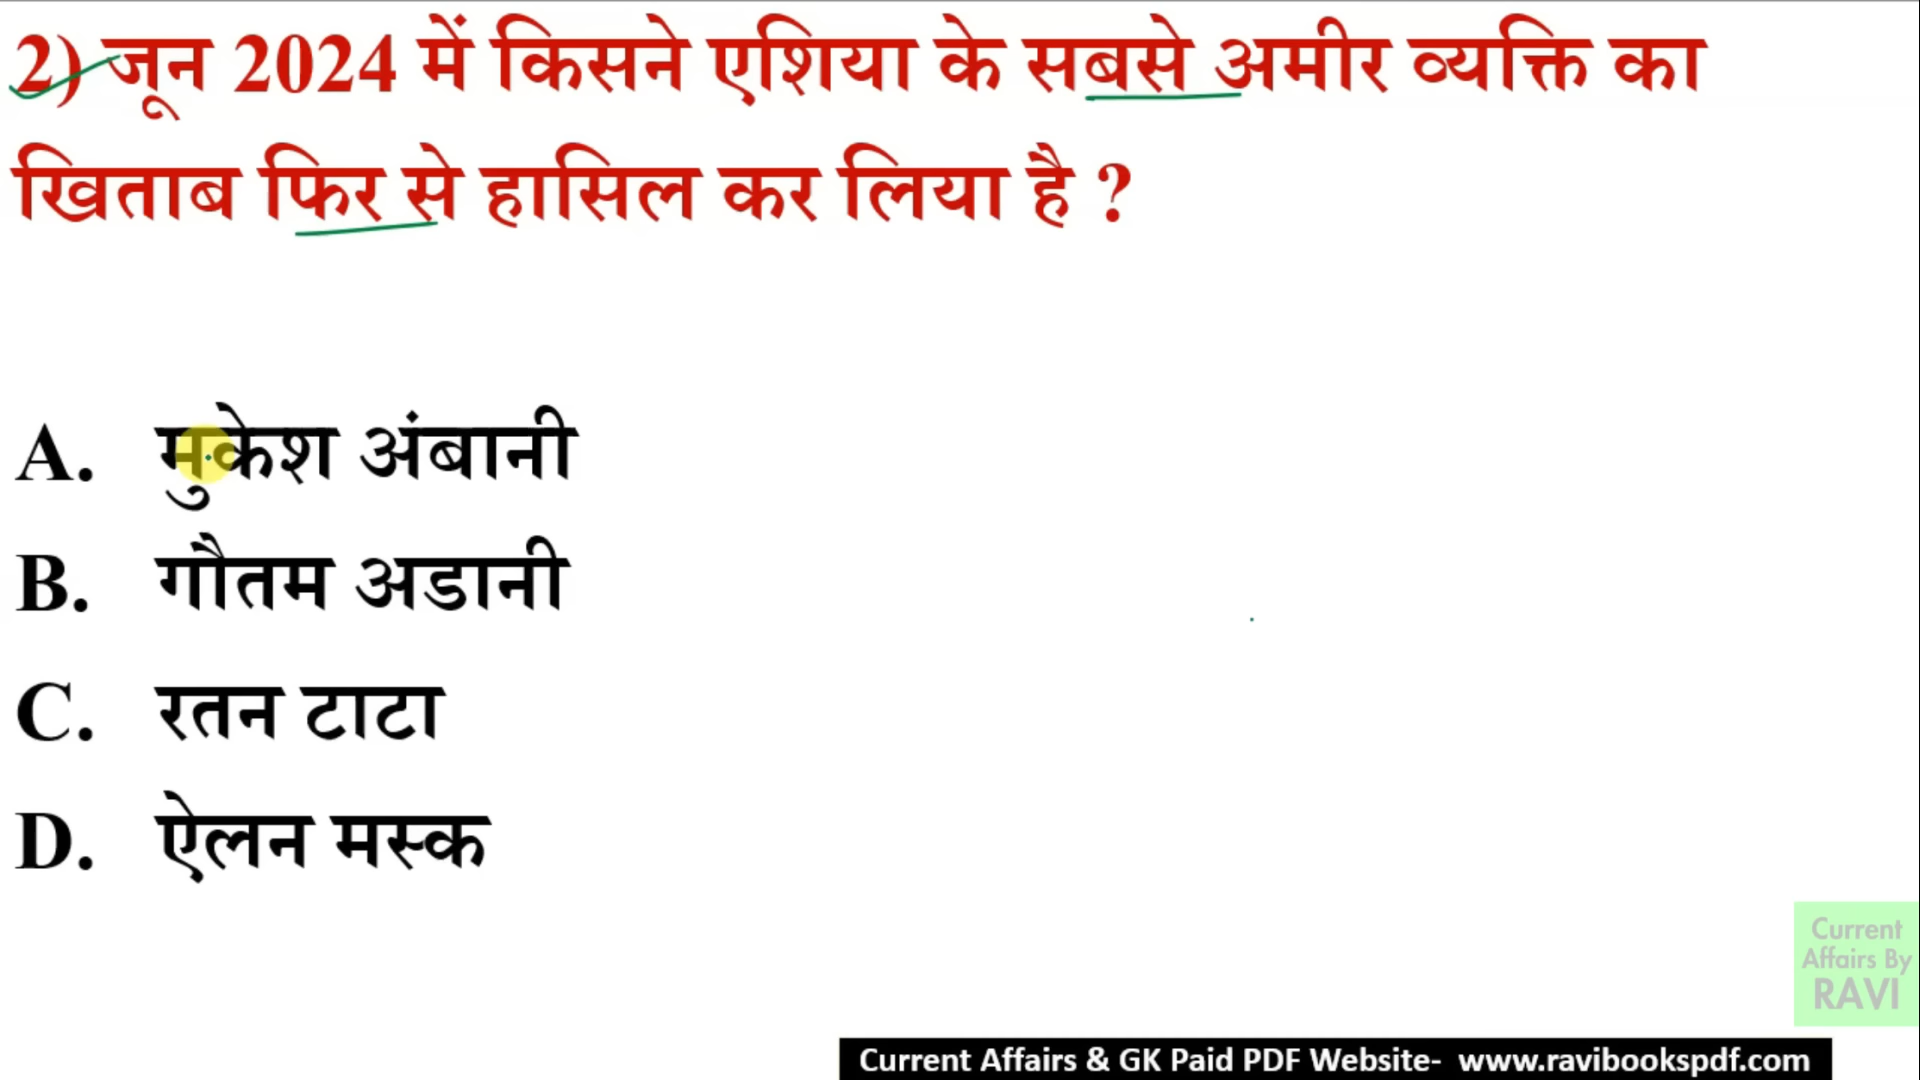 2) जून 2024 में किसने एशिया के सबसे अमीर व्यक्ति का
खिताब फिर से हासिल कर लिया है ?
A. मुकेश अंबानी
B. गौतम अडानी
C. रतन टाटा
D. ऐलन मस्क
Current
Affairs By
RAVI
Current Affairs & GK Paid PDF Website- www.ravibookspdf.com